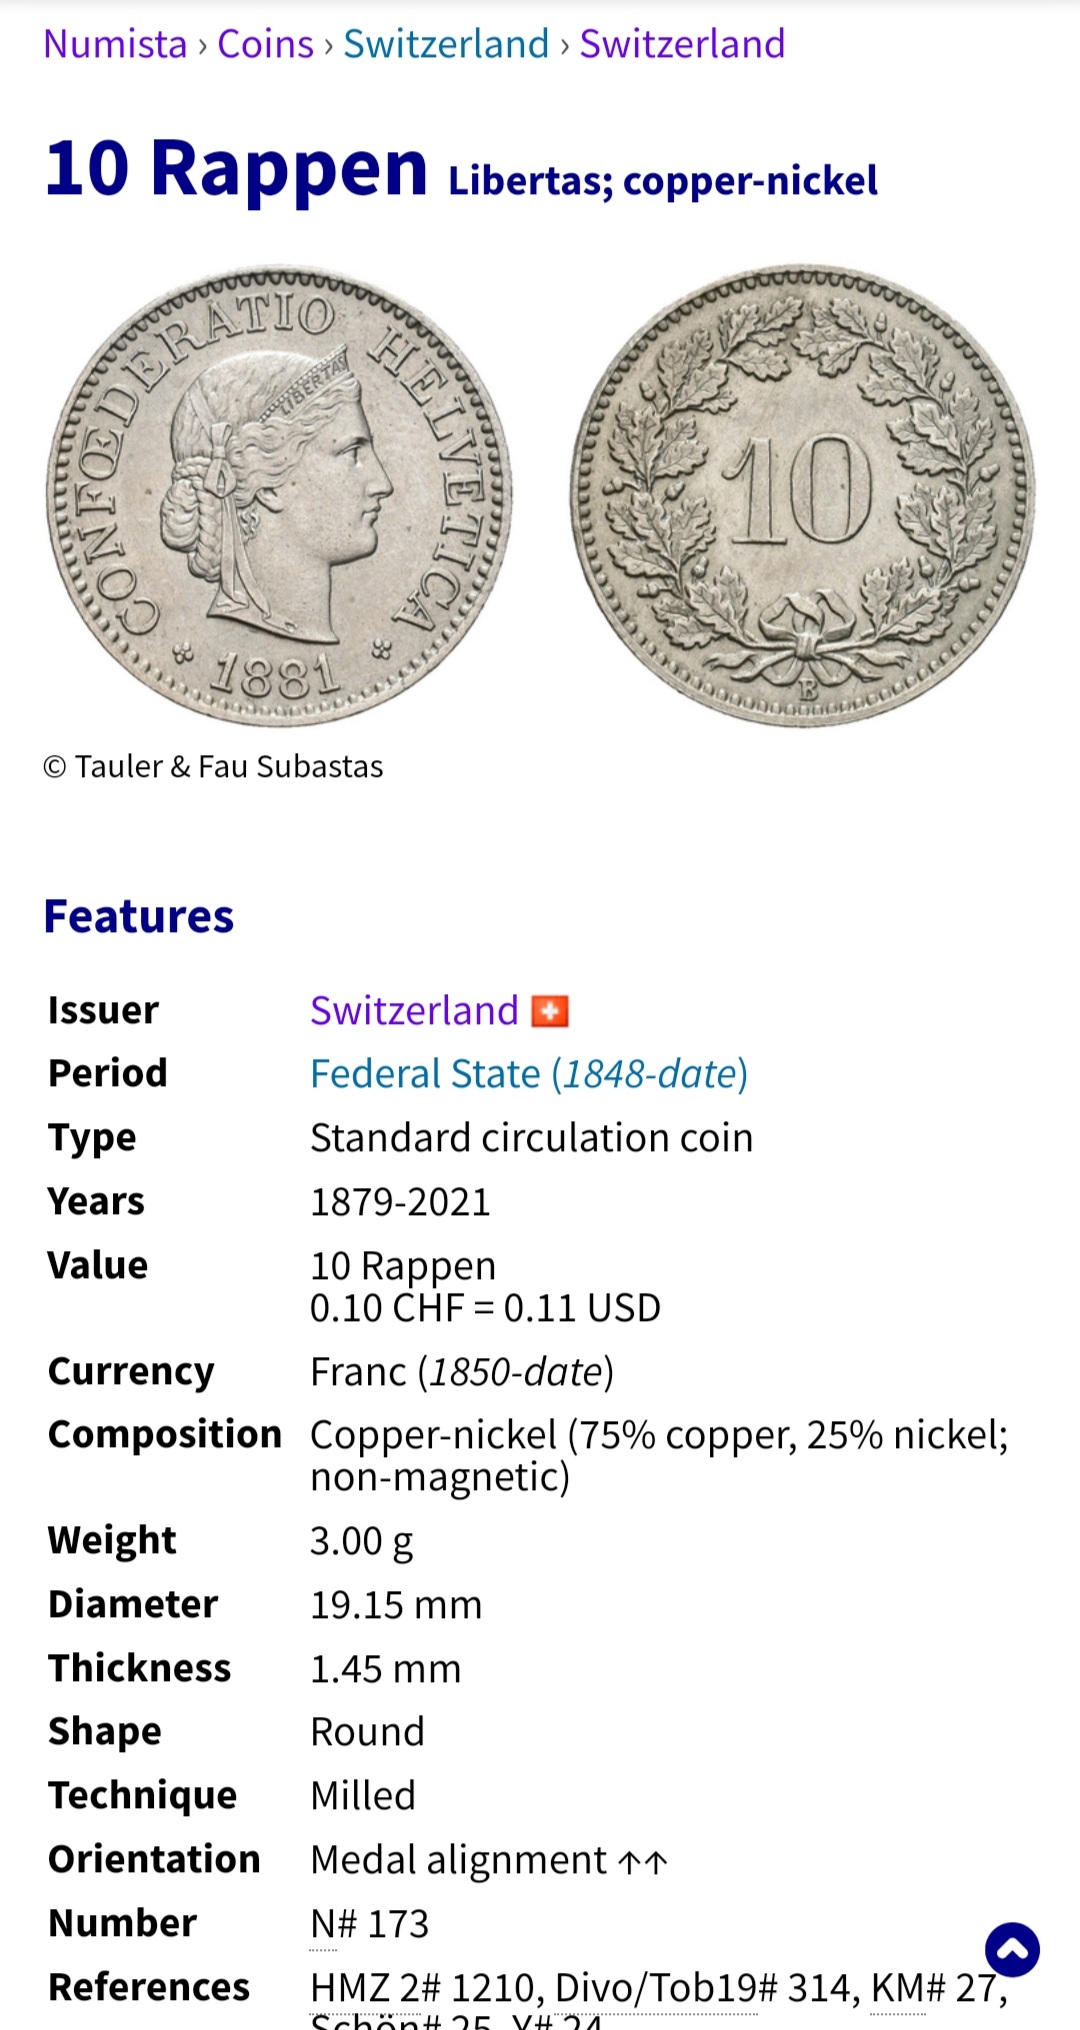 Numista › Coins › Switzerland › Switzerland
10 Rappen Libertas; copper-nickel
CONFŒDERATIO HELVETICA
LIBERTAS
1881
10
B
© Tauler & Fau Subastas
Features
Issuer Switzerland
Period Federal State (1848-date)
Type Standard circulation coin
Years 1879-2021
Value 10 Rappen
0.10 CHF = 0.11 USD
Currency Franc (1850-date)
Composition Copper-nickel (75% copper, 25% nickel;
non-magnetic)
Weight 3.00 g
Diameter 19.15 mm
Thickness 1.45 mm
Shape Round
Technique Milled
Orientation Medal alignment ↑↑
Number N# 173
References HMZ 2# 1210, Divo/Tob19# 314, KM# 27,
Schön# 25, Y# 24